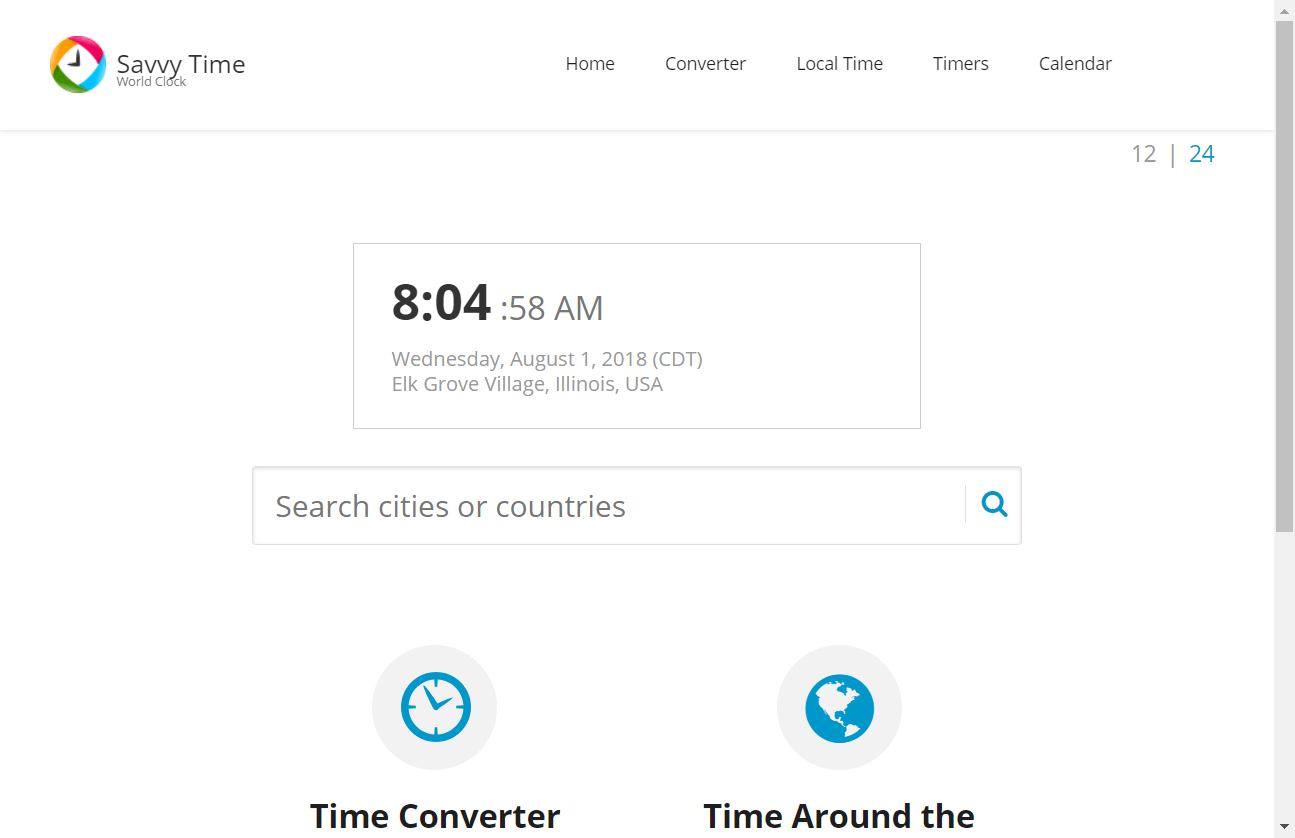 Savvy Time
World Clock
Home
Converter
Local Time
Timers
Calendar
12 | 24
8:04 :58 AM
Wednesday, August 1, 2018 (CDT)
Elk Grove Village, Illinois, USA
Search cities or countries
Time Converter
Time Around the